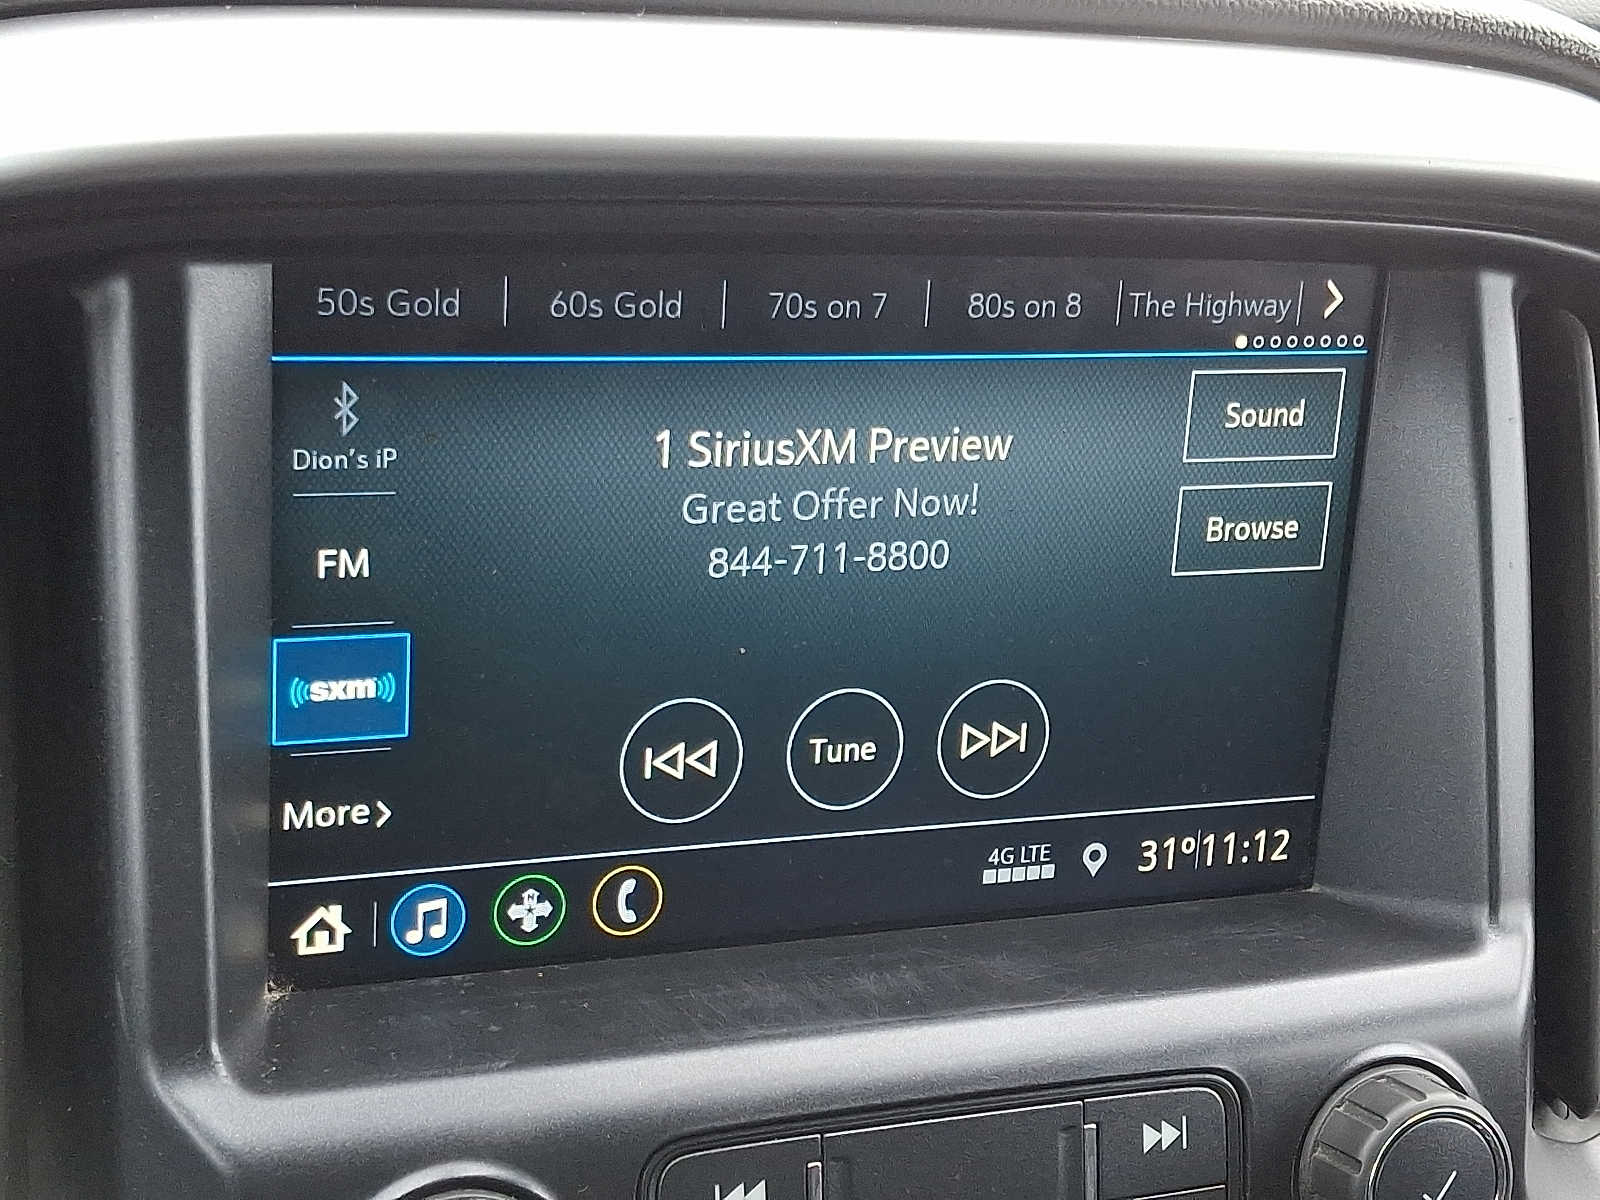 50s Gold | 60s Gold | 70s on 7 | 80s on 8 | The Highway |
Dion's iP
1 SiriusXM Preview
Sound
Great Offer Now!
Browse
844-711-8800
FM
sxm
Tune
More
4G LTE
31° 11:12
N